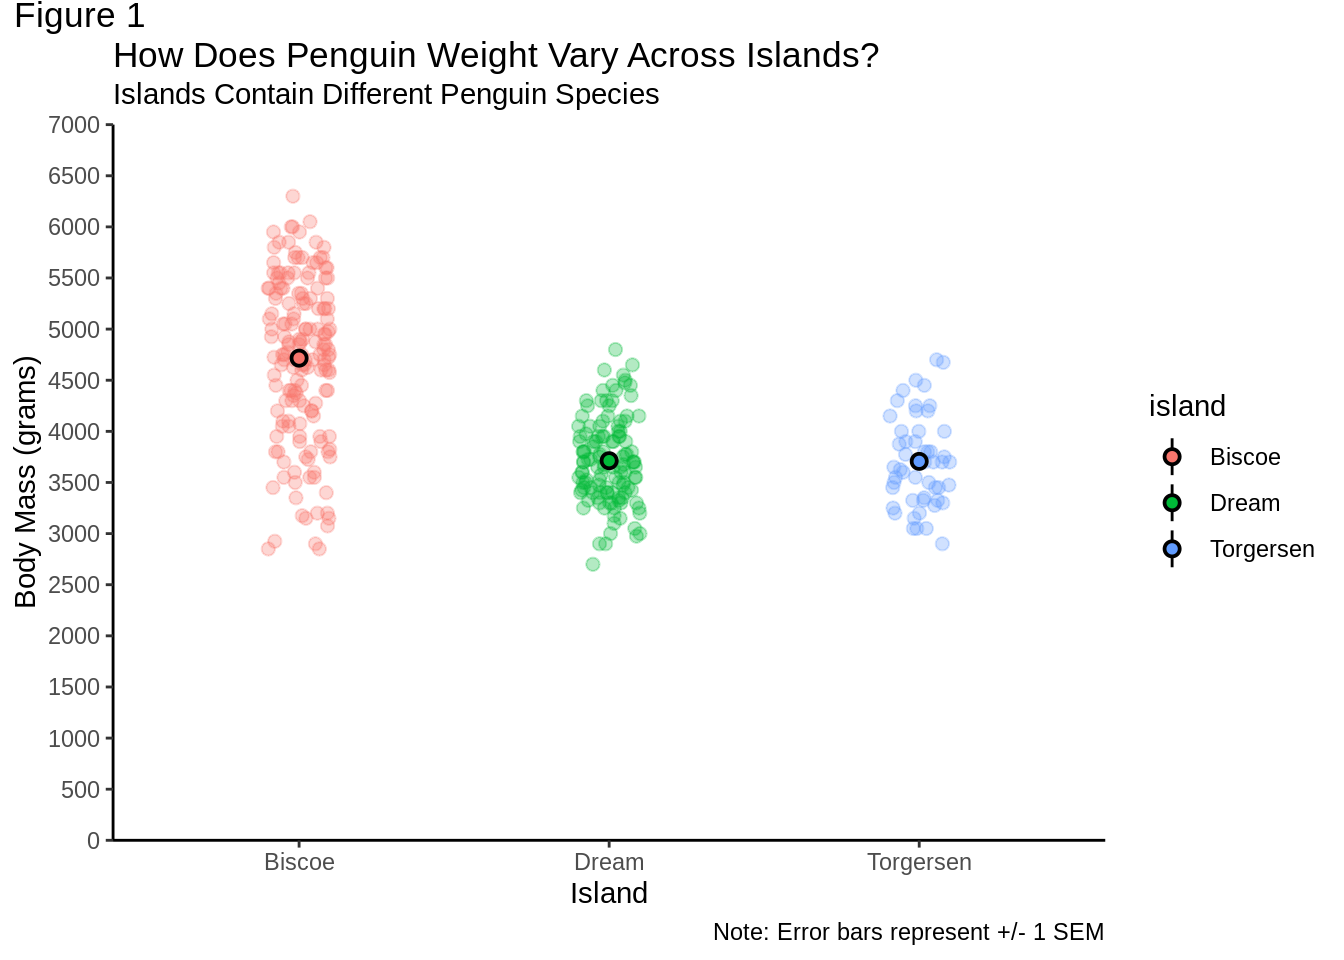 Figure 1
How Does Penguin Weight Vary Across Islands?
Islands Contain Different Penguin Species
7000
6500
6000
5500
5000
4500
4000
3500
3000
2500
2000
1500
1000
500
0
Body Mass (grams)
Biscoe
Dream
Torgersen
Island
island
Biscoe
Dream
Torgersen
Note: Error bars represent +/- 1 SEM